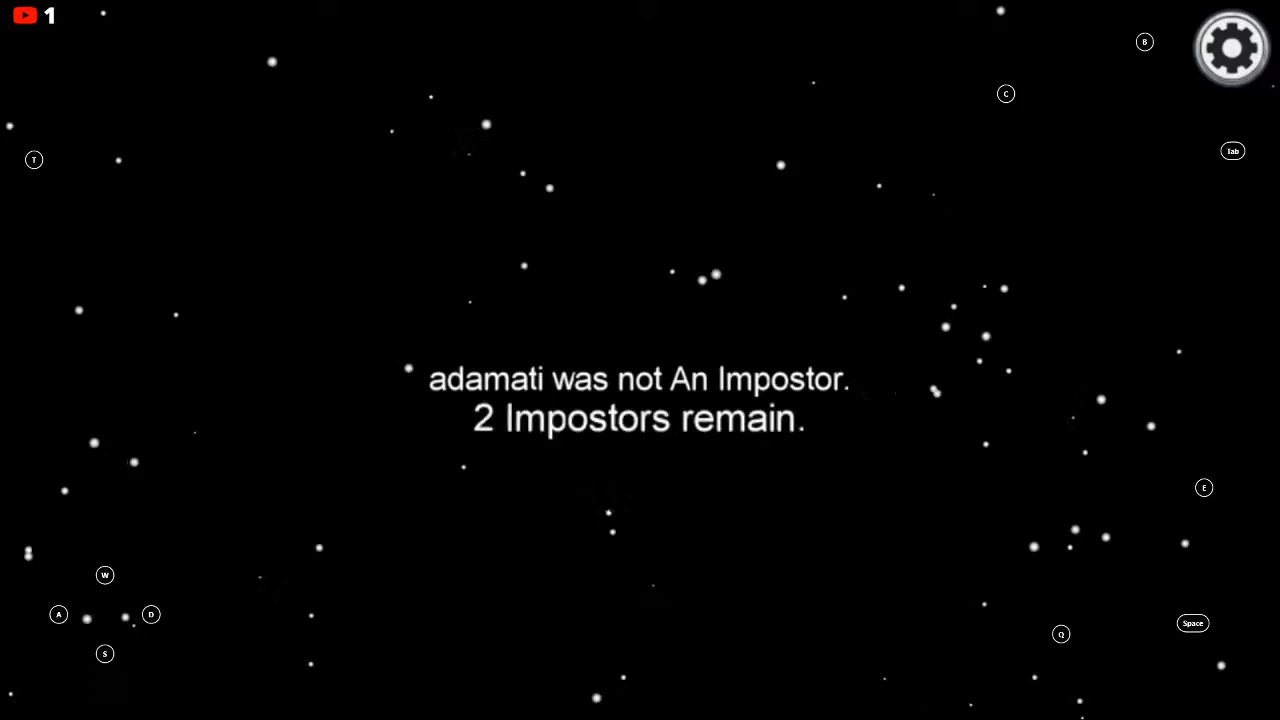 1
B
C
T
Tab
adamati was not An Impostor.
2 Impostors remain.
E
W
A
D
Space
Q
S